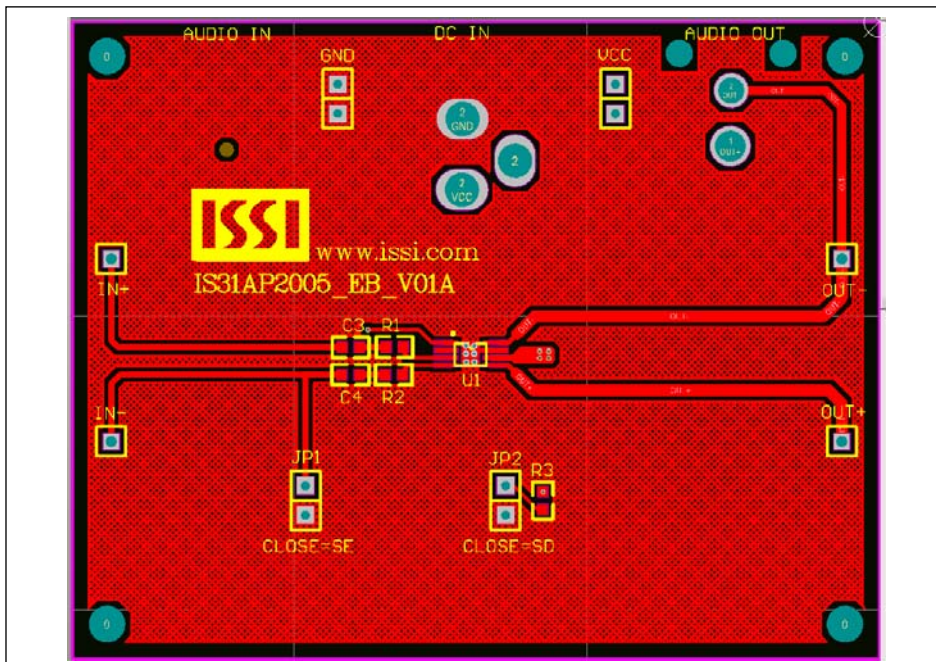 AUDIO IN DC IN AUDIO OUT
GND VCC
0 0
2 OUT-
2 GND
1 OUT+
2
2 VCC
ISSI www.issi.com
IS31AP2005_EB_V01A
IN+ OUT-
C3 R1
U1
C4 R2
IN- OUT+
JP1 JP2 R3
CLOSE=SE CLOSE=SD
0 0